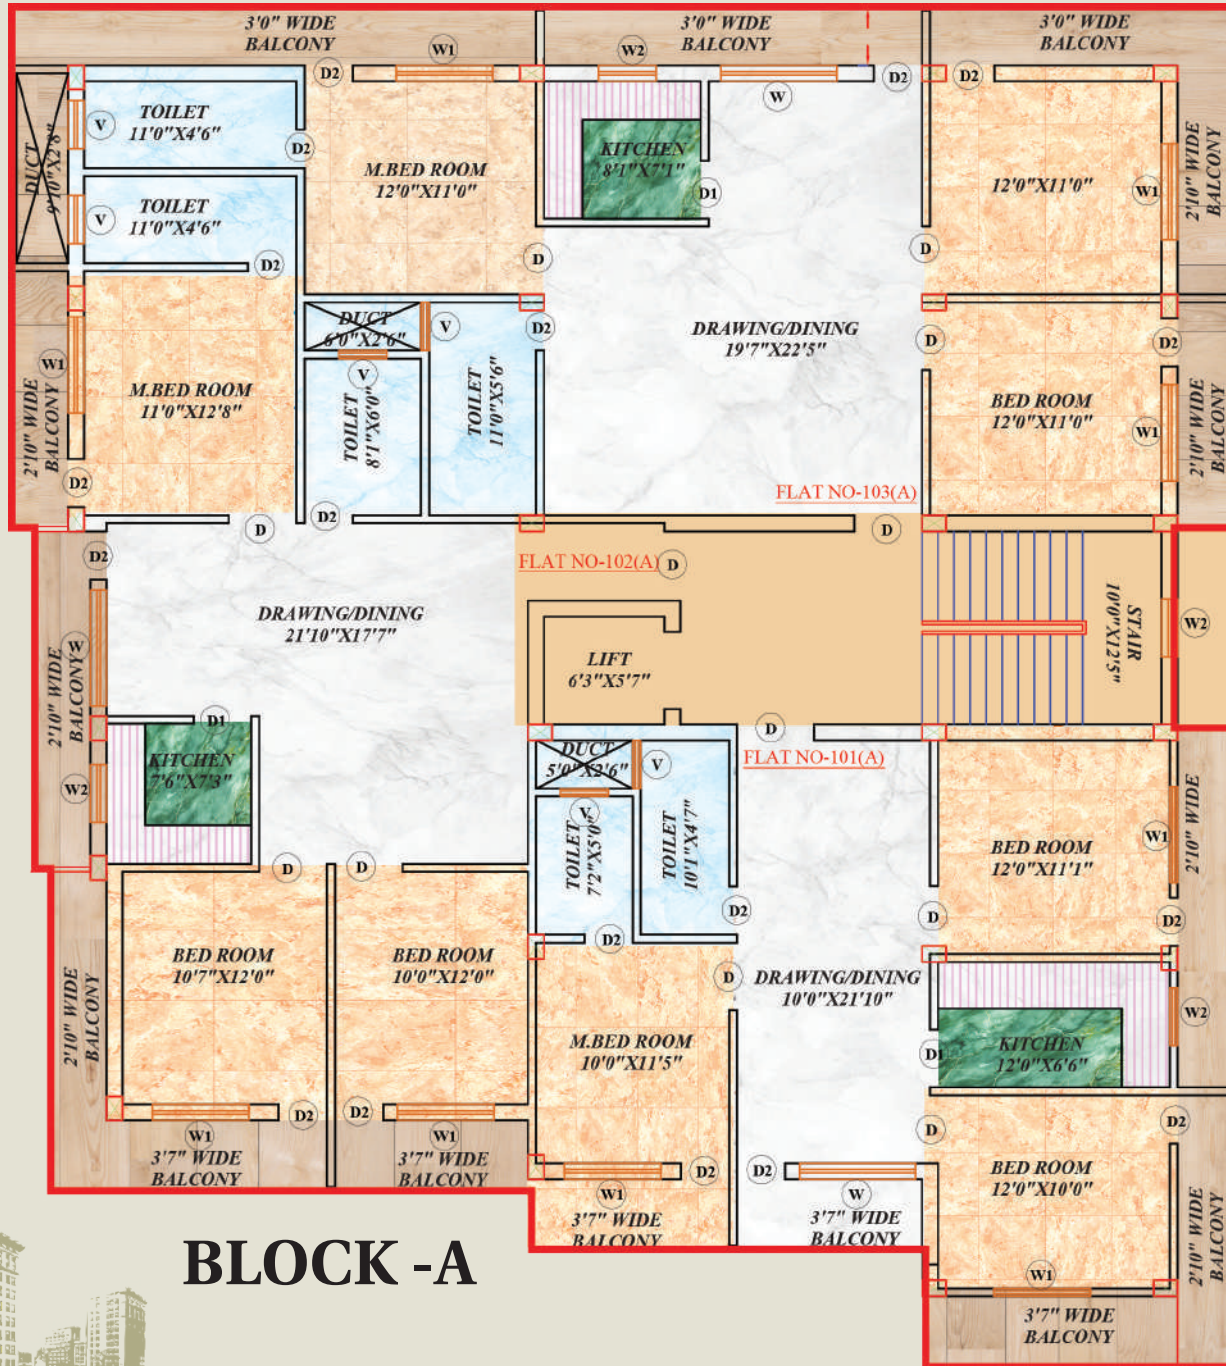 3'0" WIDE
BALCONY
3'0" WIDE
BALCONY
3'0" WIDE
BALCONY
W1
W2
D2
D2
D2
W
TOILET
11'0"X4'6"
V
D2
DUCT
9'10"X2'8"
M.BED ROOM
12'0"X11'0"
KITCHEN
8'1"X7'1"
D1
12'0"X11'0"
W1
2'10" WIDE
BALCONY
TOILET
11'0"X4'6"
V
D2
D
D
DUCT
6'0"X2'6"
V
D2
DRAWING/DINING
19'7"X22'5"
D
D2
W1
V
M.BED ROOM
11'0"X12'8"
2'10" WIDE
BALCONY
TOILET
8'1"X6'0"
TOILET
11'0"X5'6"
BED ROOM
12'0"X11'0"
W1
2'10" WIDE
BALCONY
D2
FLAT NO-103(A)
D
D2
D
D2
FLAT NO-102(A)
D
DRAWING/DINING
21'10"X17'7"
STAIR
10'0"X12'5"
W2
W
2'10" WIDE
BALCONY
LIFT
6'3"X5'7"
D1
D
DUCT
5'0"X2'6"
V
FLAT NO-101(A)
KITCHEN
7'6"X7'3"
W2
V
TOILET
7'2"X5'0"
TOILET
10'1"X4'7"
BED ROOM
12'0"X11'1"
W1
2'10" WIDE
D
D
D2
D
D2
D2
BED ROOM
10'7"X12'0"
BED ROOM
10'0"X12'0"
D
DRAWING/DINING
10'0"X21'10"
2'10" WIDE
BALCONY
W2
M.BED ROOM
10'0"X11'5"
D1
KITCHEN
12'0"X6'6"
D2
D2
W1
W1
D
D2
3'7" WIDE
BALCONY
3'7" WIDE
BALCONY
D2
D2
BED ROOM
12'0"X10'0"
W1
W
3'7" WIDE
BALCONY
3'7" WIDE
BALCONY
2'10" WIDE
BALCONY
BLOCK -A
W1
3'7" WIDE
BALCONY